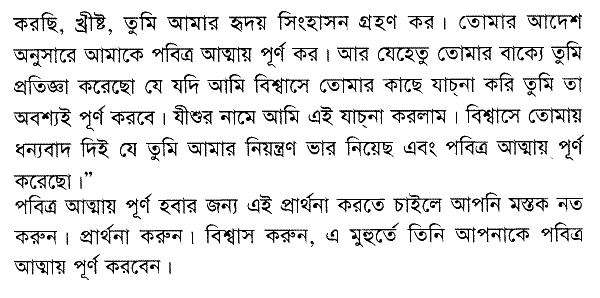 করছি, খ্রীষ্ট, তুমি আমার হৃদয় সিংহাসন গ্রহণ কর। তোমার আদেশ
অনুসারে আমাকে পবিত্র আত্মায় পূর্ণ কর। আর যেহেতু তোমার বাক্যে তুমি
প্রতিজ্ঞা করেছো যে যদি আমি বিশ্বাসে তোমার কাছে যাচনা করি তুমি তা
অবশ্যই পূর্ণ করবে। যীশুর নামে আমি এই যাচ্‌না করলাম। বিশ্বাসে তোমায়
ধন্যবাদ দিই যে তুমি আমার নিয়ন্ত্রণ ভার নিয়েছ এবং পবিত্র আত্মায় পূর্ণ
করেছো।”
পবিত্র আত্মায় পূর্ণ হবার জন্য এই প্রার্থনা করতে চাইলে আপনি মস্তক নত
করুন। প্রার্থনা করুন। বিশ্বাস করুন, এ মুহুর্তে তিনি আপনাকে পবিত্র
আত্মায় পূর্ণ করবেন।